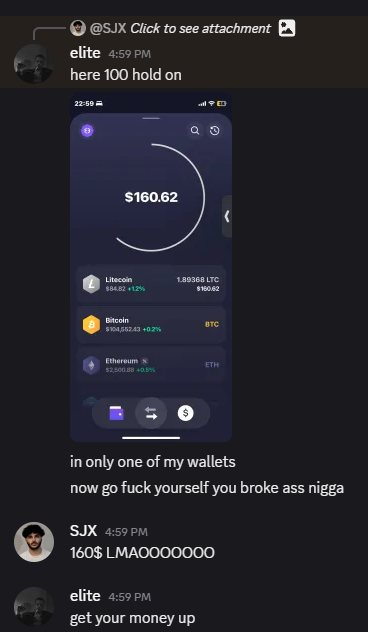 @SJX Click to see attachment
elite 4:59 PM
here 100 hold on
22:59
$160.62
Litecoin 1.89368 LTC
$84.82 +1.2% $160.62
Bitcoin BTC
$104,552.43 +0.2%
Ethereum ETH
$2,500.88 +0.8%
in only one of my wallets
now go fuck yourself you broke ass nigga
SJX 4:59 PM
160$ LMAOOOOOOO
elite 4:59 PM
get your money up